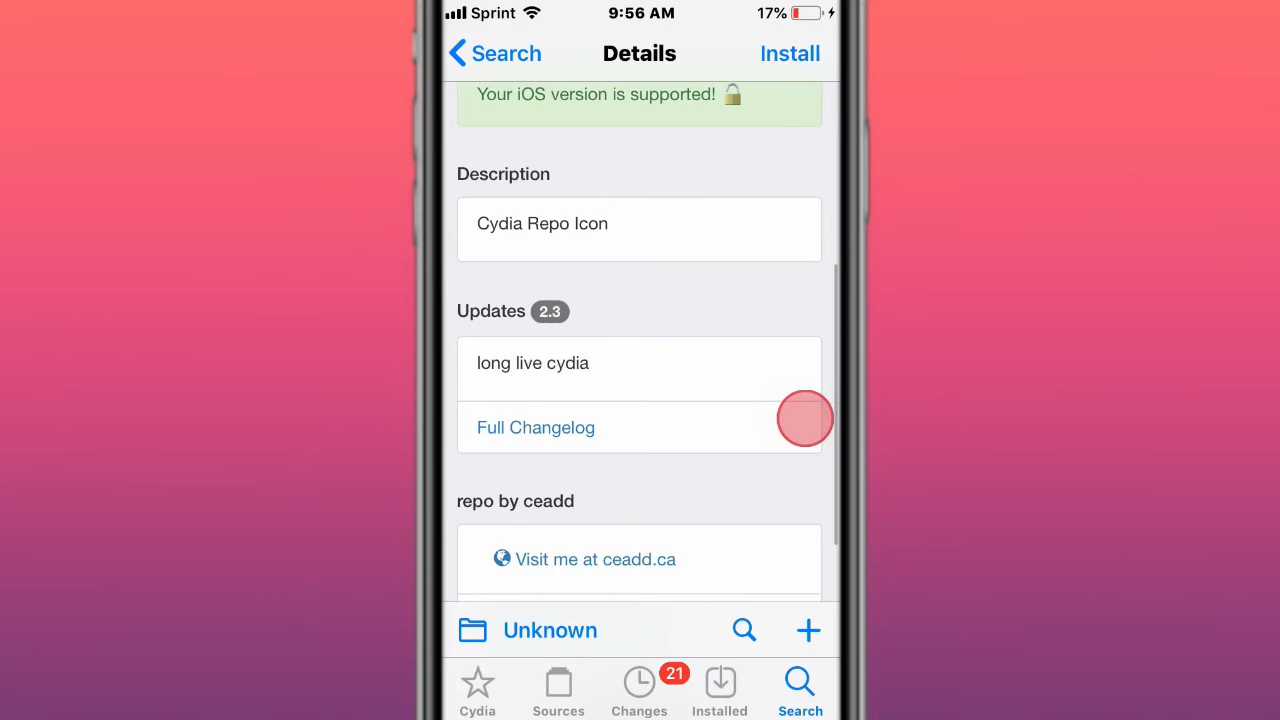 Sprint 9:56 AM 17%
Search Details Install
Your iOS version is supported!
Description
Cydia Repo Icon
Updates 2.3
long live cydia
Full Changelog
repo by ceadd
Visit me at ceadd.ca
Unknown
21
Cydia Sources Changes Installed Search